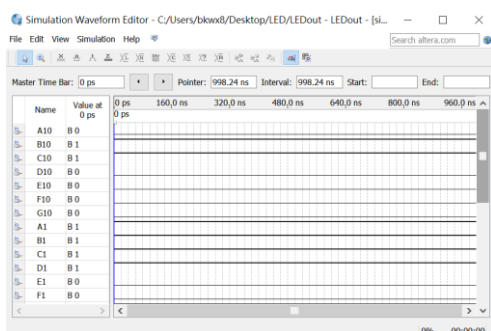 Simulation Waveform Editor - C:/Users/bkwx8/Desktop/LED/LEDout - LEDout - [si...
File Edit View Simulation Help
Search altera.com
Master Time Bar: 0 ps Pointer: 998.24 ns Interval: 998.24 ns Start: End:
Name Value at 0 ps 0 ps 160,0 ns 320,0 ns 480,0 ns 640,0 ns 800,0 ns 960,0 ns
0 ps
A10 B 0
B10 B 1
C10 B 1
D10 B 0
E10 B 0
F10 B 0
G10 B 0
A1 B 1
B1 B 1
C1 B 1
D1 B 1
E1 B 0
F1 B 0
0% 00:00:00